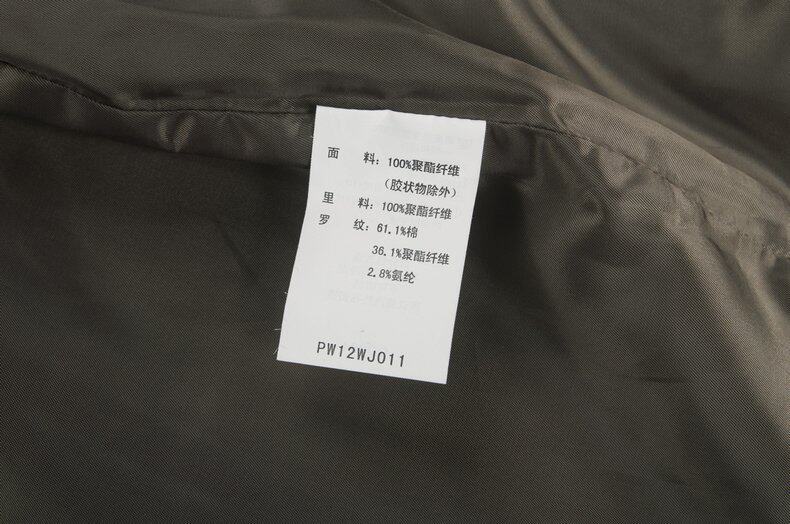 面 料：100%聚酯纤维
（胶状物除外）
里 料：100%聚酯纤维
罗 纹：61.1%棉
36.1%聚酯纤维
2.8%氨纶
PW12WJ011